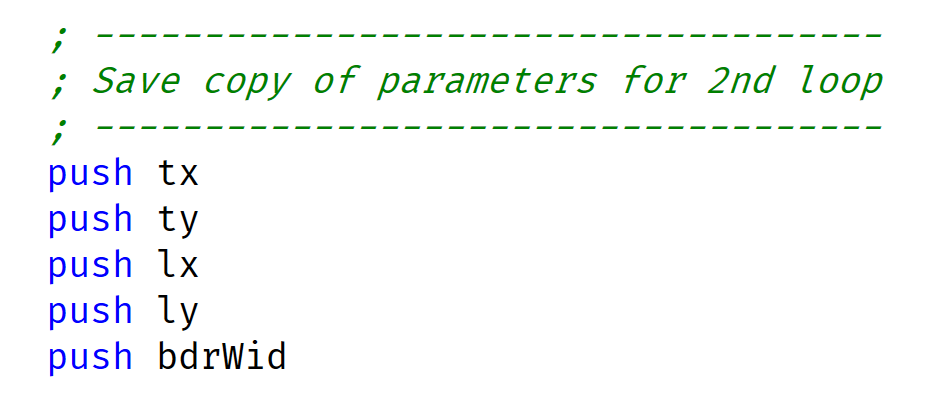 ; ------------------------------------
; Save copy of parameters for 2nd loop
; ------------------------------------
push tx
push ty
push lx
push ly
push bdrWid